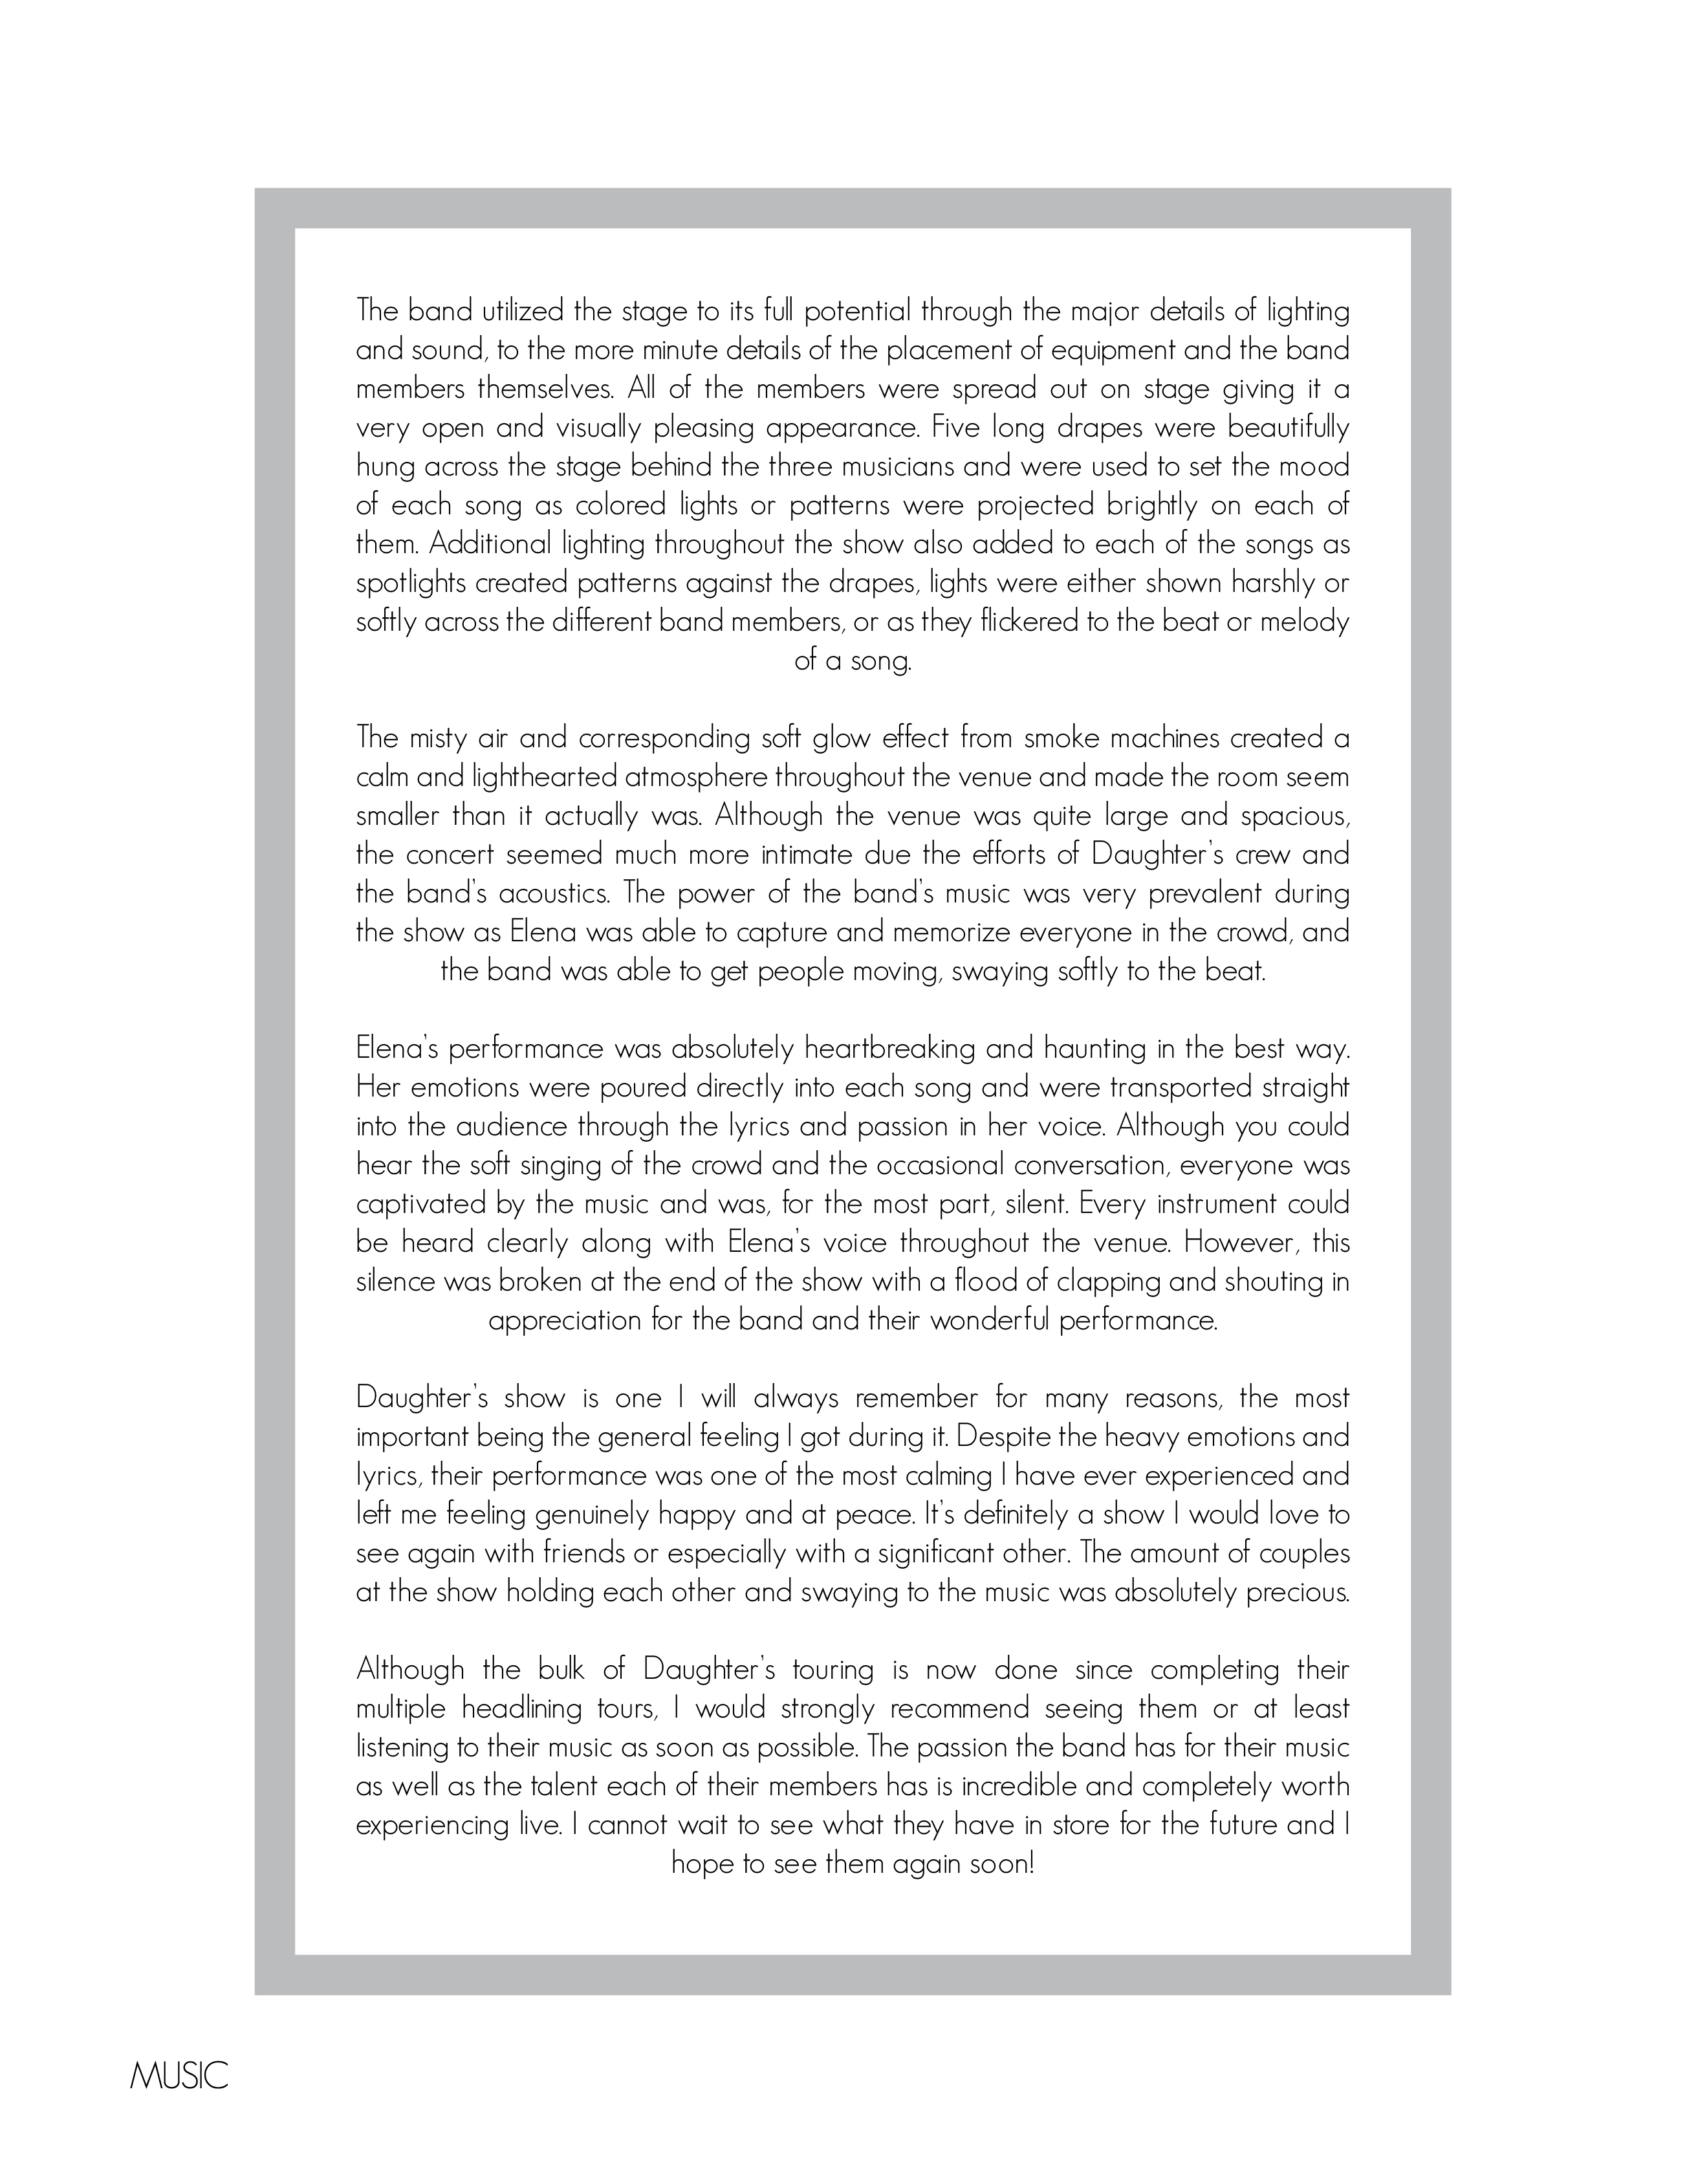 The band utilized the stage to its full potential through the major details of lighting
and sound, to the more minute details of the placement of equipment and the band
members themselves. All of the members were spread out on stage giving it a
very open and visually pleasing appearance. Five long drapes were beautifully
hung across the stage behind the three musicians and were used to set the mood
of each song as colored lights or patterns were projected brightly on each of
them. Additional lighting throughout the show also added to each of the songs as
spotlights created patterns against the drapes, lights were either shown harshly or
softly across the different band members, or as they flickered to the beat or melody
of a song.

The misty air and corresponding soft glow effect from smoke machines created a
calm and lighthearted atmosphere throughout the venue and made the room seem
smaller than it actually was. Although the venue was quite large and spacious,
the concert seemed much more intimate due the efforts of Daughter's crew and
the band's acoustics. The power of the band's music was very prevalent during
the show as Elena was able to capture and memorize everyone in the crowd, and
the band was able to get people moving, swaying softly to the beat.

Elena's performance was absolutely heartbreaking and haunting in the best way.
Her emotions were poured directly into each song and were transported straight
into the audience through the lyrics and passion in her voice. Although you could
hear the soft singing of the crowd and the occasional conversation, everyone was
captivated by the music and was, for the most part, silent. Every instrument could
be heard clearly along with Elena's voice throughout the venue. However, this
silence was broken at the end of the show with a flood of clapping and shouting in
appreciation for the band and their wonderful performance.

Daughter's show is one I will always remember for many reasons, the most
important being the general feeling I got during it. Despite the heavy emotions and
lyrics, their performance was one of the most calming I have ever experienced and
left me feeling genuinely happy and at peace. It's definitely a show I would love to
see again with friends or especially with a significant other. The amount of couples
at the show holding each other and swaying to the music was absolutely precious.

Although the bulk of Daughter's touring is now done since completing their
multiple headlining tours, I would strongly recommend seeing them or at least
listening to their music as soon as possible. The passion the band has for their music
as well as the talent each of their members has is incredible and completely worth
experiencing live. I cannot wait to see what they have in store for the future and I
hope to see them again soon!

MUSIC